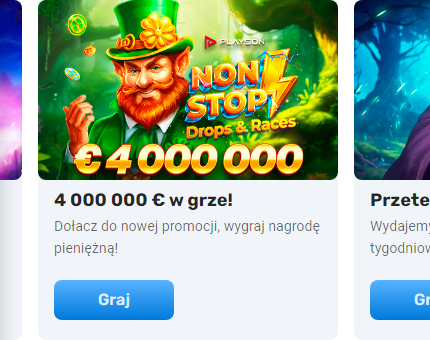 PLAYSON
NON
STOP
Drops & Races
€4 000 000
4 000 000 € w grze!
Dołacz do nowej promocji, wygraj nagrodę
pieniężną!
Graj
Przete
Wydajemy
tygodniow
Gr